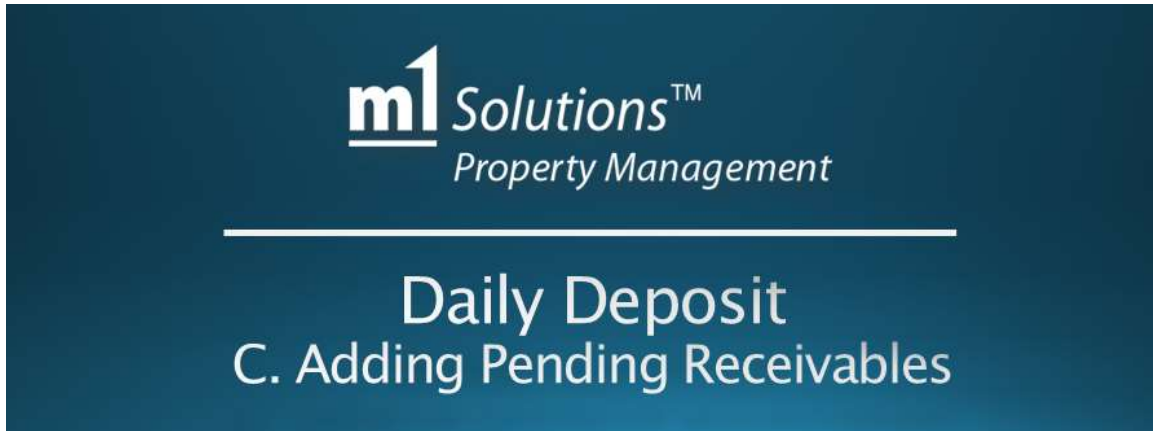 m1 Solutions™
Property Management
Daily Deposit
C. Adding Pending Receivables